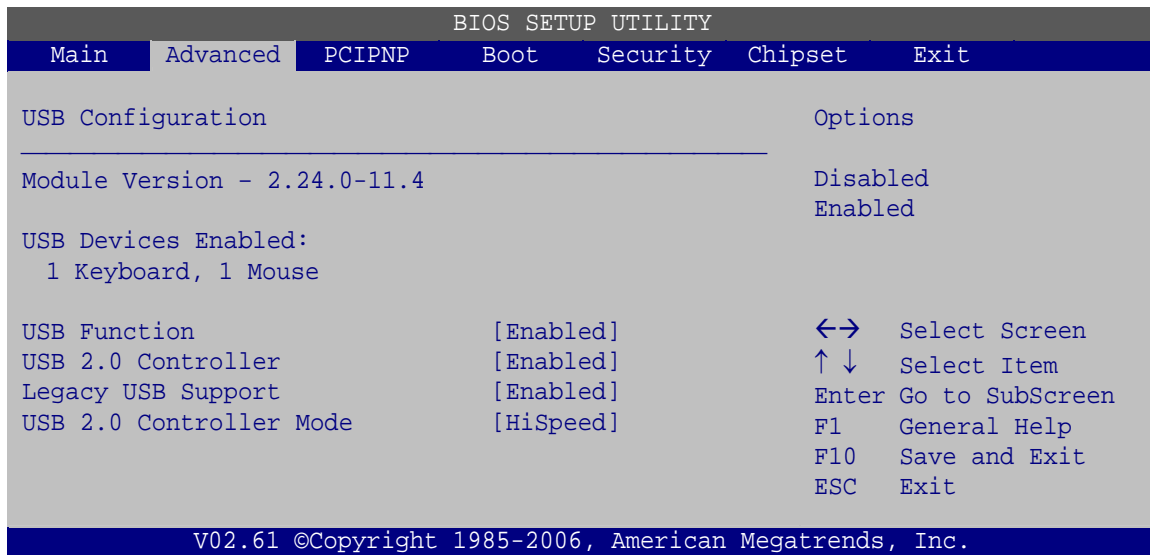 BIOS SETUP UTILITY
Main Advanced PCIPNP Boot Security Chipset Exit
USB Configuration
Module Version – 2.24.0-11.4
USB Devices Enabled:
1 Keyboard, 1 Mouse
USB Function [Enabled]
USB 2.0 Controller [Enabled]
Legacy USB Support [Enabled]
USB 2.0 Controller Mode [HiSpeed]
Options
Disabled
Enabled
←→ Select Screen
↑ ↓ Select Item
Enter Go to SubScreen
F1 General Help
F10 Save and Exit
ESC Exit
V02.61 ©Copyright 1985-2006, American Megatrends, Inc.